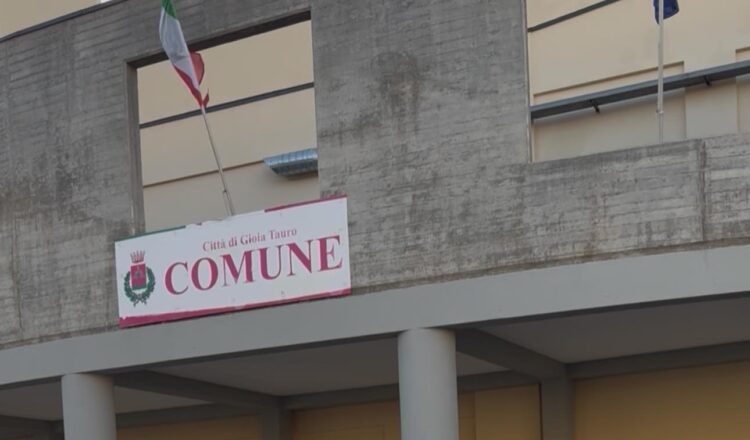 Città di Gioia Tauro
COMUNE